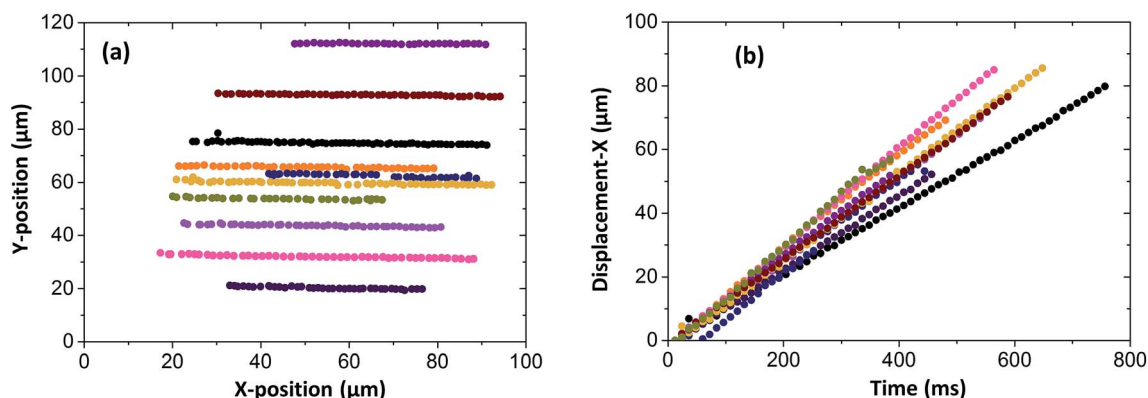 (a)
120
100
80
60
40
20
0
Y-position (μm)
0 20 40 60 80 100
X-position (μm)
(b)
100
80
60
40
20
0
Displacement-X (μm)
0 200 400 600 800
Time (ms)